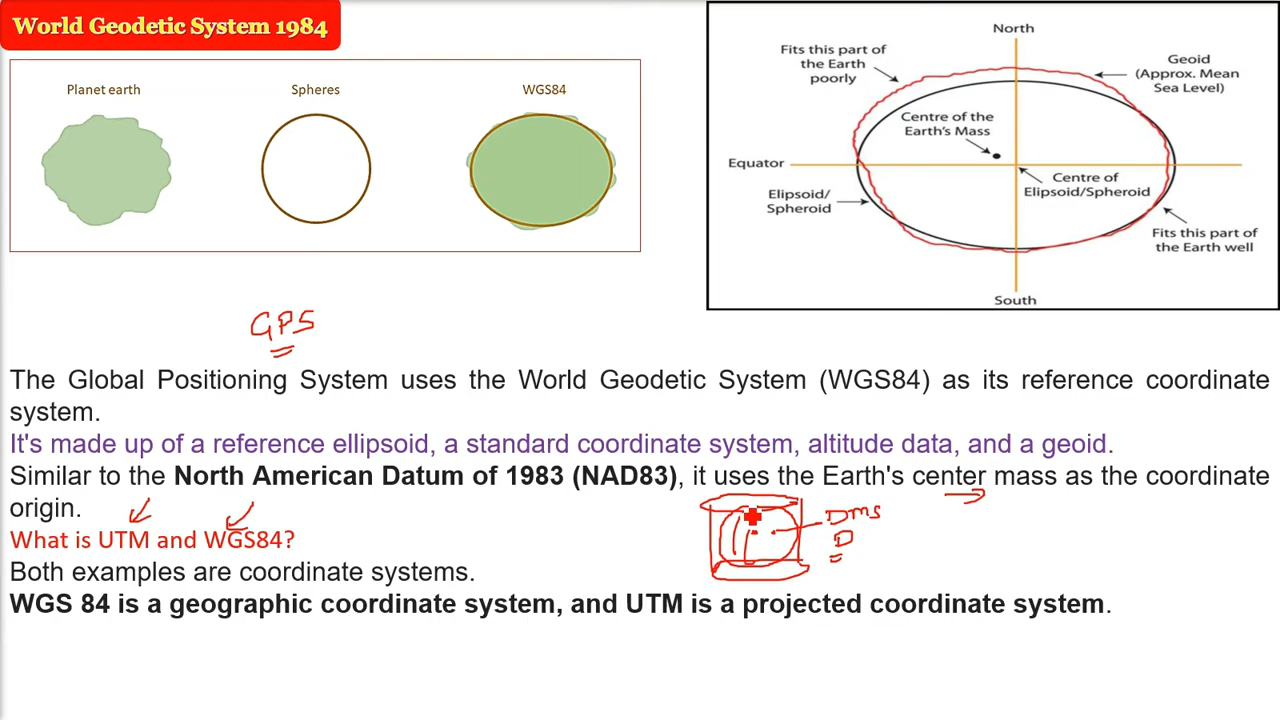 World Geodetic System 1984
Planet earth
Spheres
WGS84
North
Fits this part of
the Earth
poorly
Geoid
(Approx. Mean
Sea Level)
Centre of the
Earth's Mass
Equator
Centre of
Elipsoid/Spheroid
Elipsoid/
Spheroid
Fits this part of
the Earth well
South
GPS
The Global Positioning System uses the World Geodetic System (WGS84) as its reference coordinate
system.
It's made up of a reference ellipsoid, a standard coordinate system, altitude data, and a geoid.
Similar to the North American Datum of 1983 (NAD83), it uses the Earth's center mass as the coordinate
origin.
DMS
D
What is UTM and WGS84?
Both examples are coordinate systems.
WGS 84 is a geographic coordinate system, and UTM is a projected coordinate system.